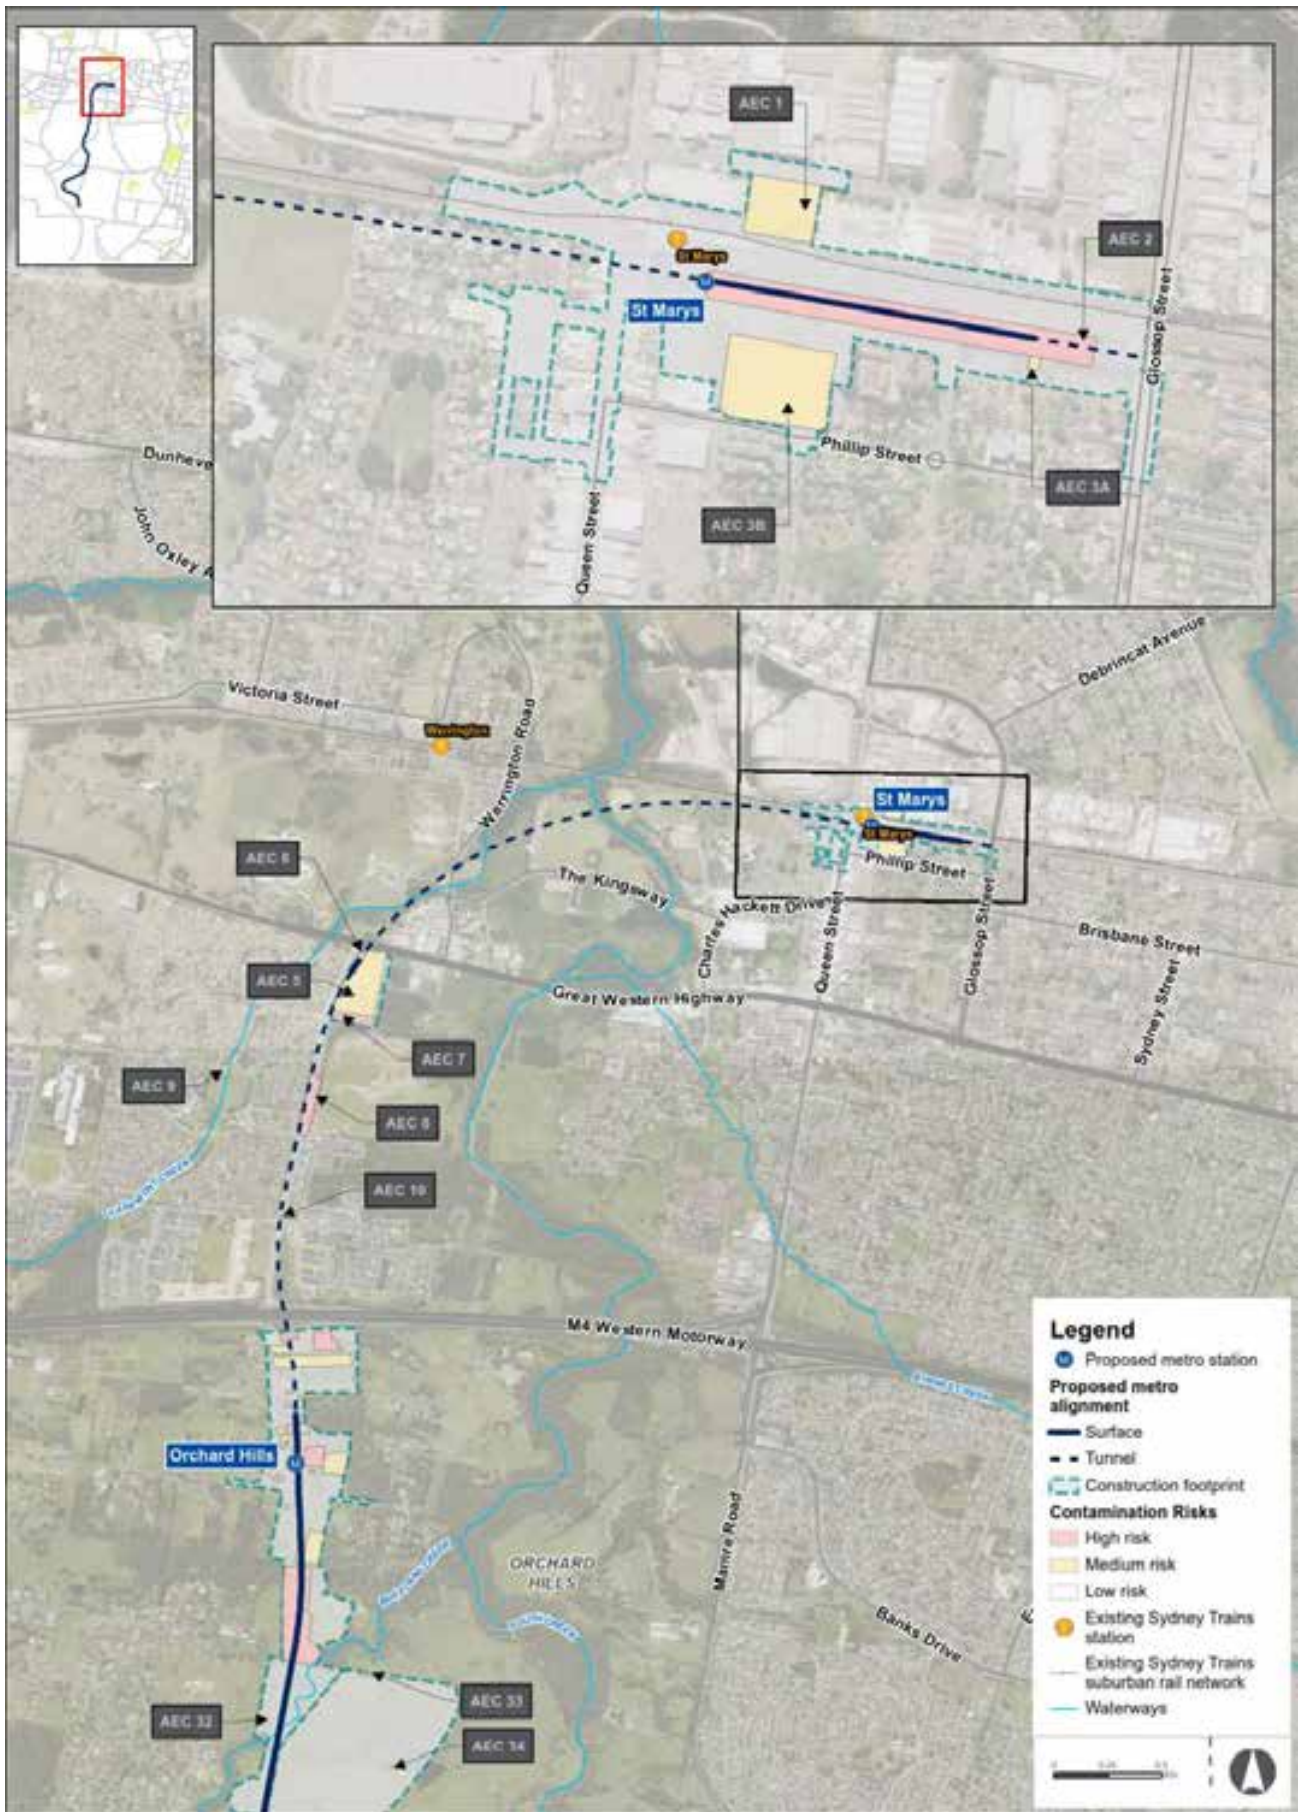 AEC 1
AEC 2
St Marys
St Marys
Glossop Street
Phillip Street
AEC 3A
AEC 3B
Queen Street
Dunheve
John Oxley A
Debrincat Avenue
Victoria Street
Werrington
Werrington Road
St Marys
St Marys
Phillip Street
AEC 6
The Kingsway
Charles Hackett Drive
Queen Street
Glossop Street
Brisbane Street
Sydney Street
AEC 5
Great Western Highway
AEC 7
AEC 9
AEC 8
AEC 10
M4 Western Motorway
Orchard Hills
Mamre Road
ORCHARD
HILLS
SOUTH CREEK
Banks Drive
AEC 33
AEC 32
AEC 34
Legend
M Proposed metro station
Proposed metro
alignment
Surface
Tunnel
Construction footprint
Contamination Risks
High risk
Medium risk
Low risk
Existing Sydney Trains
station
Existing Sydney Trains
suburban rail network
Waterways